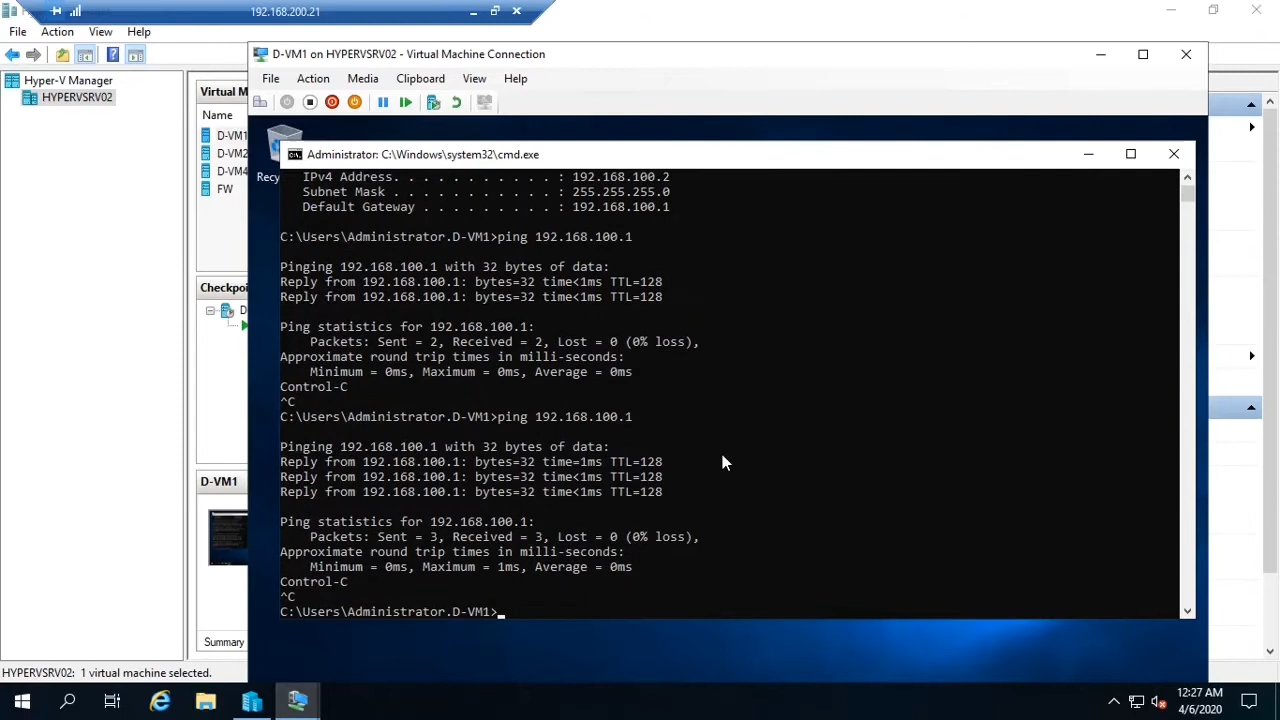 192.168.200.21
File Action View Help
D-VM1 on HYPERVSRV02 - Virtual Machine Connection
File Action Media Clipboard View Help
Hyper-V Manager
HYPERVSRV02
Virtual M
Name
D-VM1
D-VM2
D-VM4
FW
Checkpoi
D
D-VM1
Summary
Recy
Administrator: C:\Windows\system32\cmd.exe
IPv4 Address. . . . . . . . . . . : 192.168.100.2
Subnet Mask . . . . . . . . . . . : 255.255.255.0
Default Gateway . . . . . . . . . : 192.168.100.1
C:\Users\Administrator.D-VM1>ping 192.168.100.1
Pinging 192.168.100.1 with 32 bytes of data:
Reply from 192.168.100.1: bytes=32 time<1ms TTL=128
Reply from 192.168.100.1: bytes=32 time<1ms TTL=128
Ping statistics for 192.168.100.1:
Packets: Sent = 2, Received = 2, Lost = 0 (0% loss),
Approximate round trip times in milli-seconds:
Minimum = 0ms, Maximum = 0ms, Average = 0ms
Control-C
^C
C:\Users\Administrator.D-VM1>ping 192.168.100.1
Pinging 192.168.100.1 with 32 bytes of data:
Reply from 192.168.100.1: bytes=32 time=1ms TTL=128
Reply from 192.168.100.1: bytes=32 time<1ms TTL=128
Reply from 192.168.100.1: bytes=32 time<1ms TTL=128
Ping statistics for 192.168.100.1:
Packets: Sent = 3, Received = 3, Lost = 0 (0% loss),
Approximate round trip times in milli-seconds:
Minimum = 0ms, Maximum = 1ms, Average = 0ms
Control-C
^C
C:\Users\Administrator.D-VM1>
HYPERVSRV02: 1 virtual machine selected.
12:27 AM
4/6/2020